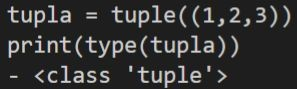 tupla = tuple((1,2,3))
print(type(tupla))
- <class 'tuple'>